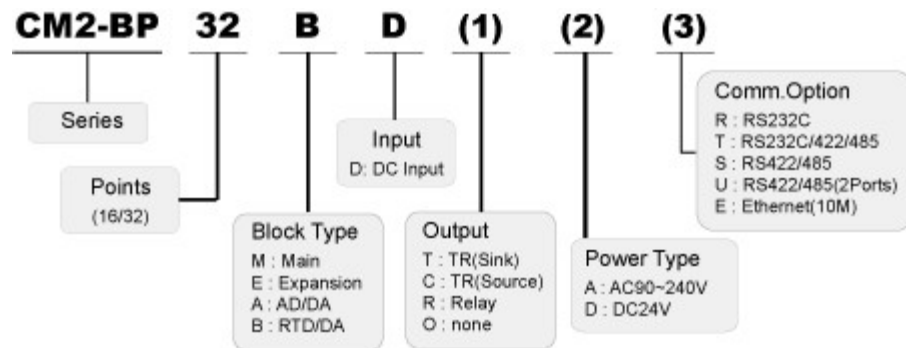 CM2-BP 32 B D (1) (2) (3)
Series
Points
(16/32)
Block Type
M : Main
E : Expansion
A : AD/DA
B : RTD/DA
Input
D: DC Input
Output
T : TR(Sink)
C : TR(Source)
R : Relay
O : none
Power Type
A : AC90~240V
D : DC24V
Comm.Option
R : RS232C
T : RS232C/422/485
S : RS422/485
U : RS422/485(2Ports)
E : Ethernet(10M)